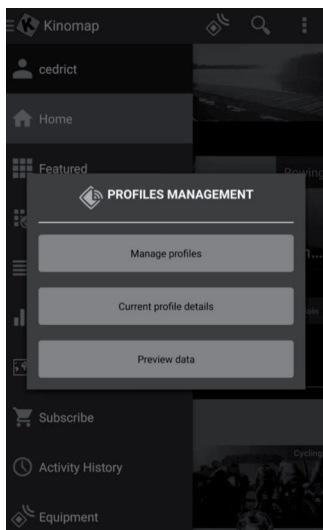 Kinomap
cedrict
Home
Featured
Rowing
PROFILES MANAGEMENT
Manage profiles
Current profile details
Preview data
Subscribe
Activity History
Cycling
Equipment